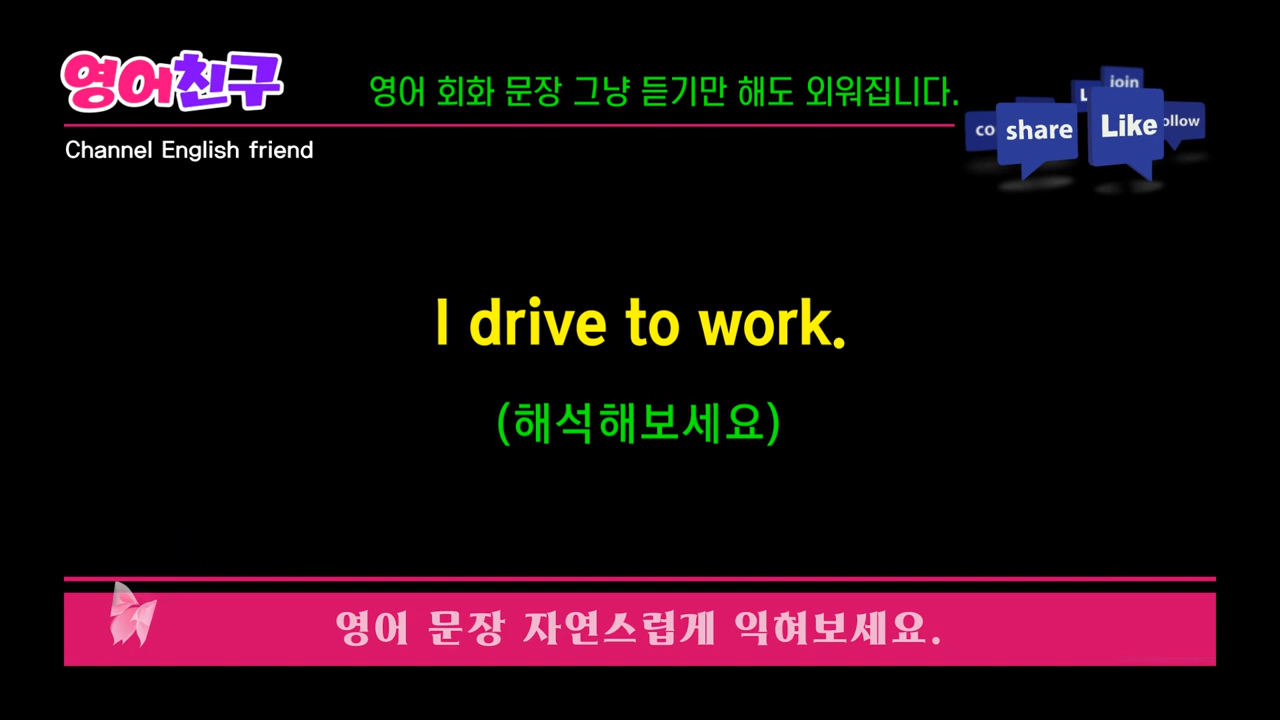 영어친구
영어 회화 문장 그냥 듣기만 해도 외워집니다.
Channel English friend
join
L
co
share
Like
ollow
I drive to work.
(해석해보세요)
영어 문장 자연스럽게 익혀보세요.